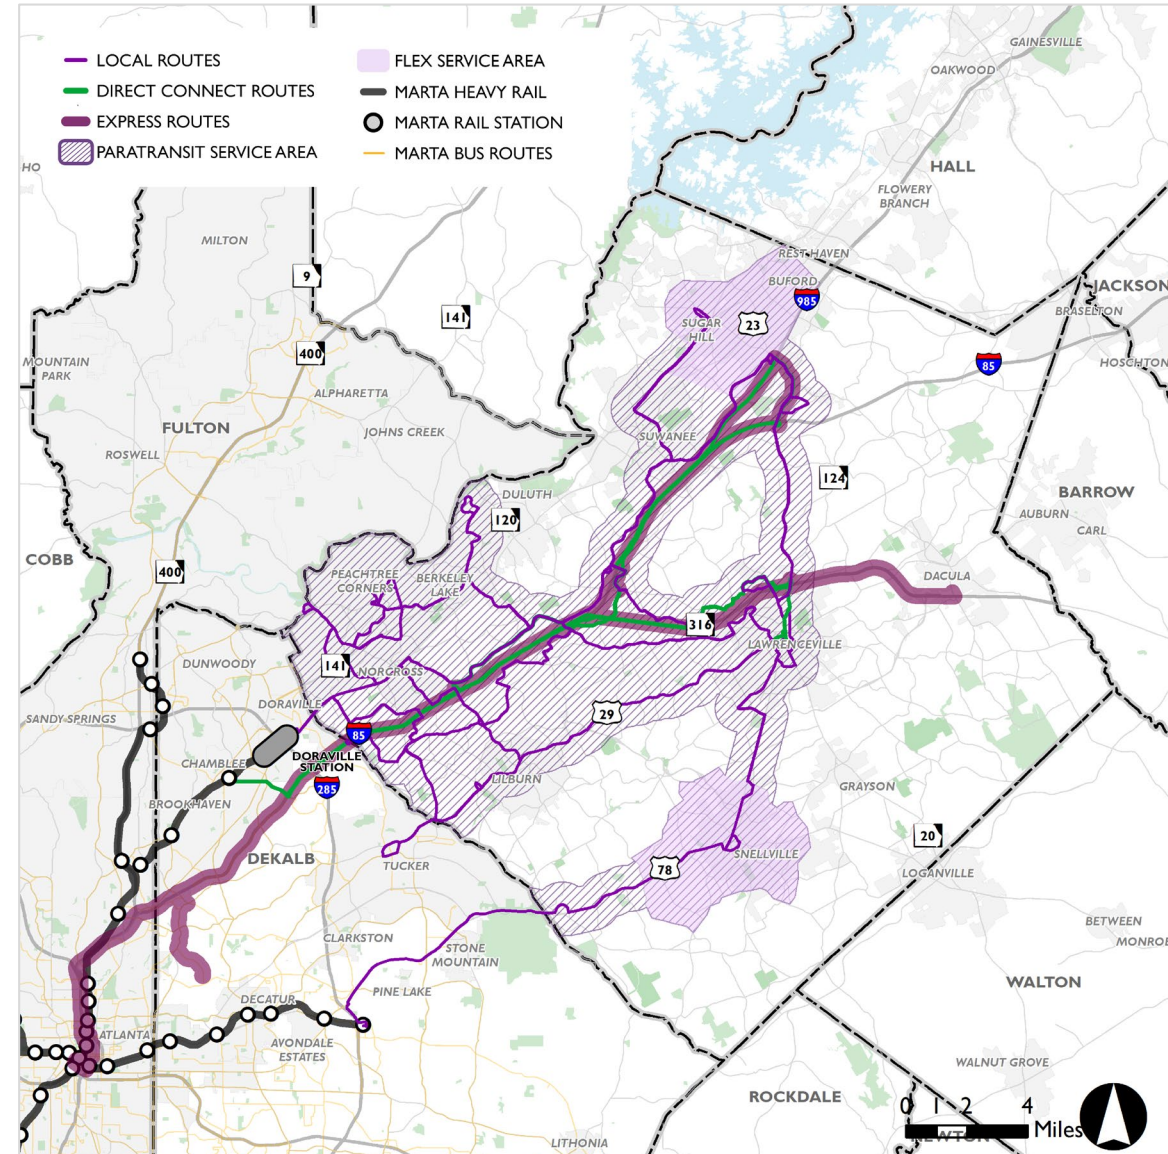 LOCAL ROUTES
DIRECT CONNECT ROUTES
EXPRESS ROUTES
PARATRANSIT SERVICE AREA
FLEX SERVICE AREA
MARTA HEAVY RAIL
MARTA RAIL STATION
MARTA BUS ROUTES
GAINESVILLE
OAKWOOD
HO
HALL
FLOWERY
BRANCH
MILTON
REST HAVEN
9
BUFORD
985
JACKSON
BRASELTON
141
SUGAR
HILL
23
400
MOUNTAIN
PARK
85
HOSCHTON
ALPHARETTA
FULTON
JOHNS CREEK
SUWANEE
ROSWELL
124
DULUTH
BARROW
120
AUBURN
CARL
COBB
400
PEACHTREE
CORNERS
BERKELEY
LAKE
DACULA
316
LAWRENCEVILLE
DUNWOODY
141
NORGROSS
DORAVILLE
SANDY SPRINGS
29
85
DORAVILLE
STATION
CHAMBLEE
285
LILBURN
GRAYSON
BROOKHAVEN
20
DEKALB
TUCKER
78
SNELLVILLE
LOGANVILLE
BETWEEN
MONROE
CLARKSTON
STONE
MOUNTAIN
WALTON
PINE LAKE
DECATUR
ATLANTA
AVONDALE
ESTATES
WALNUT GROVE
ROCKDALE
0 1 2 4
Miles
NEWTON
LITHONIA